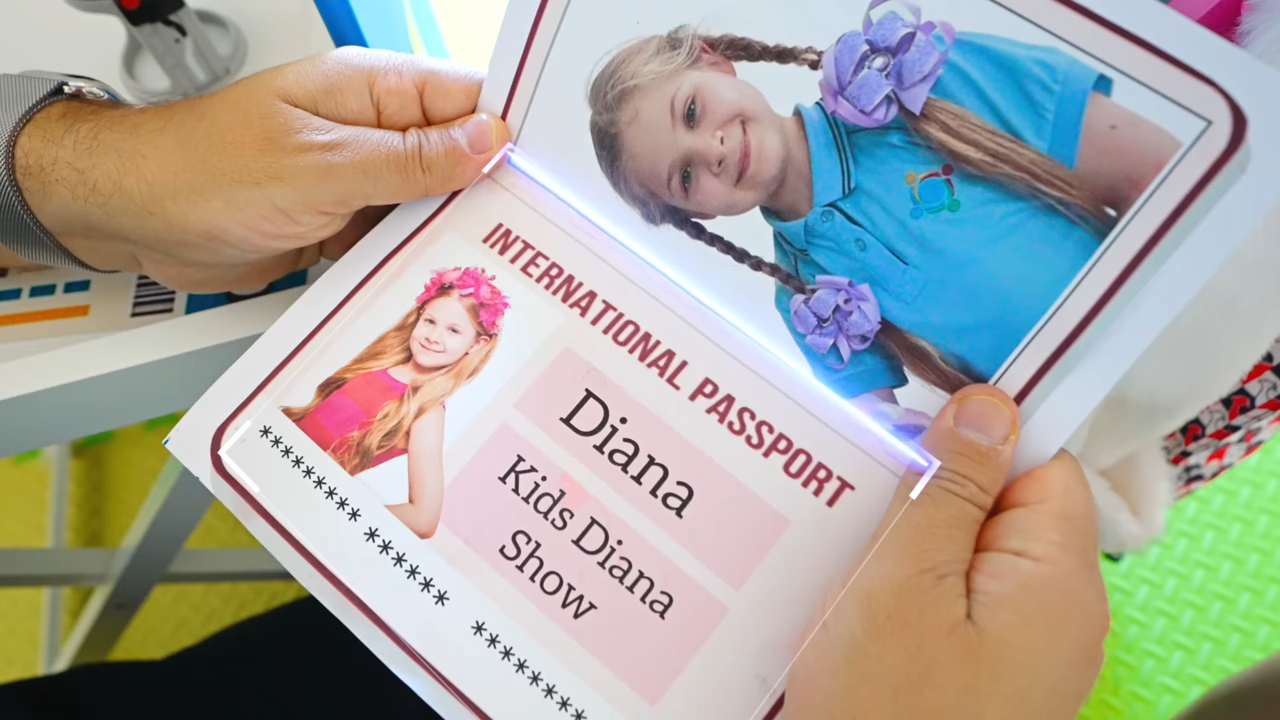 INTERNATIONAL PASSPORT
Diana
Kids Diana
Show
********* ******* ********